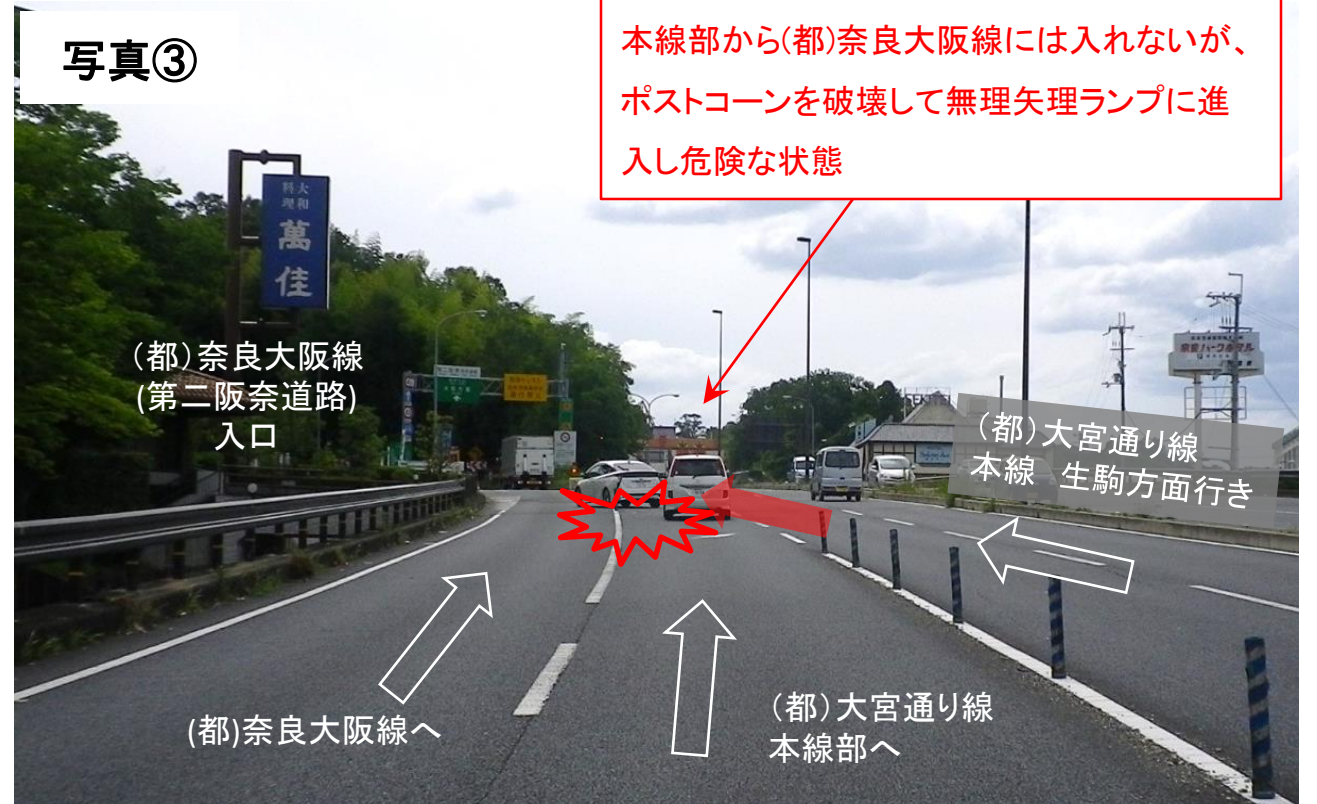 写真③
本線部から(都)奈良大阪線には入れないが、
ポストコーンを破壊して無理矢理ランプに進
入し危険な状態
大和
料理
萬佳
（都）奈良大阪線
(第二阪奈道路)
入口
（都）大宮通り線
本線　生駒方面行き
(都)奈良大阪線へ
（都）大宮通り線
本線部へ